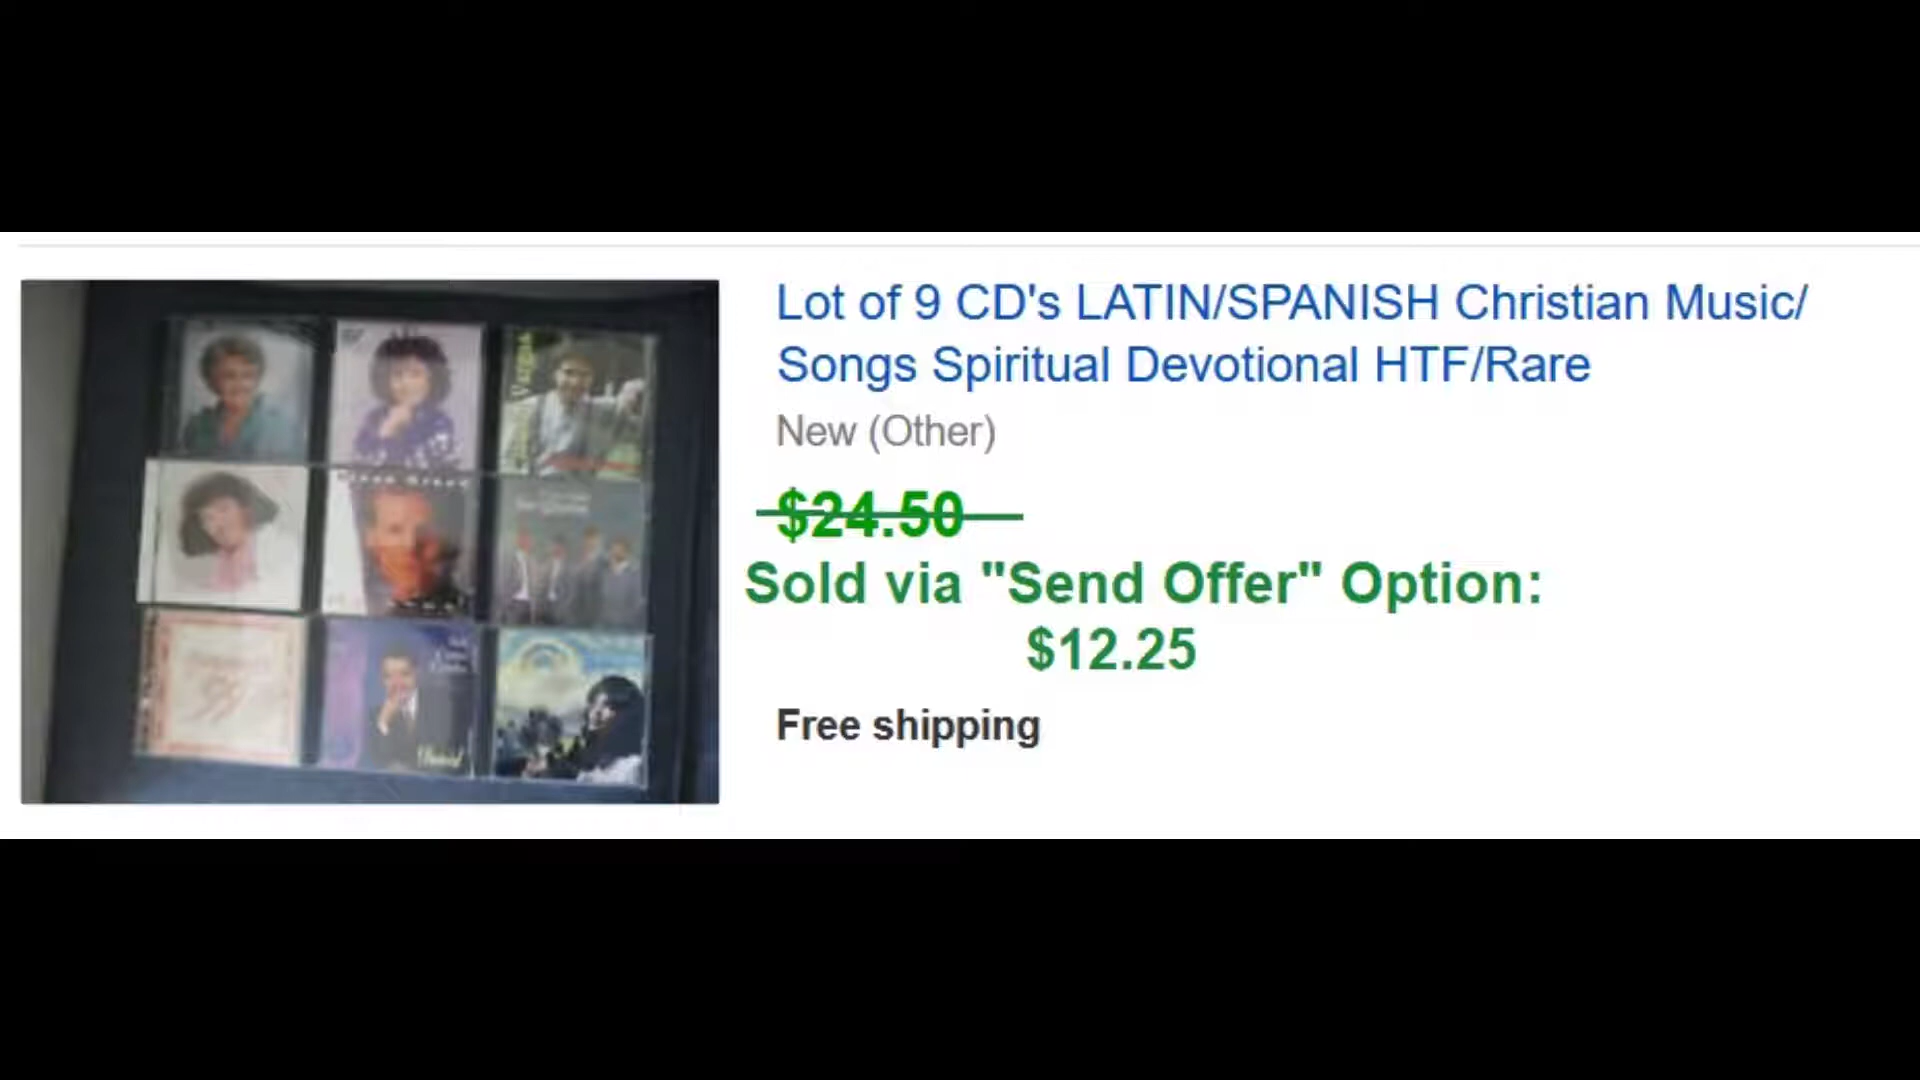 Lot of 9 CD's LATIN/SPANISH Christian Music/
Songs Spiritual Devotional HTF/Rare
New (Other)
$24.50
Sold via "Send Offer" Option:
$12.25
Free shipping